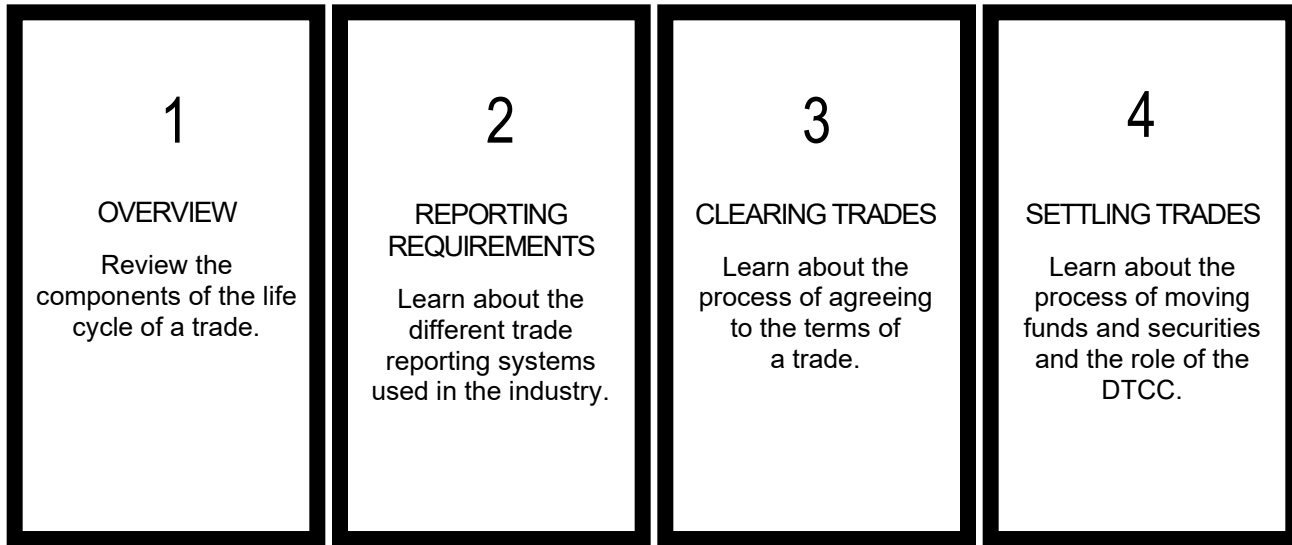 1
OVERVIEW
Review the
components of the life
cycle of a trade.
2
REPORTING
REQUIREMENTS
Learn about the
different trade
reporting systems
used in the industry.
3
CLEARING TRADES
Learn about the
process of agreeing
to the terms of
a trade.
4
SETTLING TRADES
Learn about the
process of moving
funds and securities
and the role of the
DTCC.